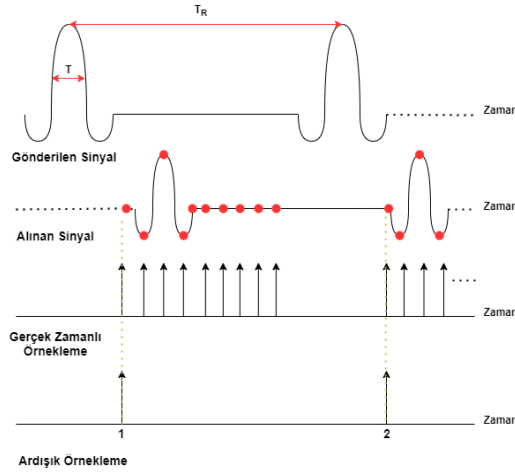 T_R
T
Zaman
Gönderilen Sinyal
Zaman
Alınan Sinyal
Zaman
Gerçek Zamanlı
Örnekleme
Zaman
1
2
Ardışık Örnekleme